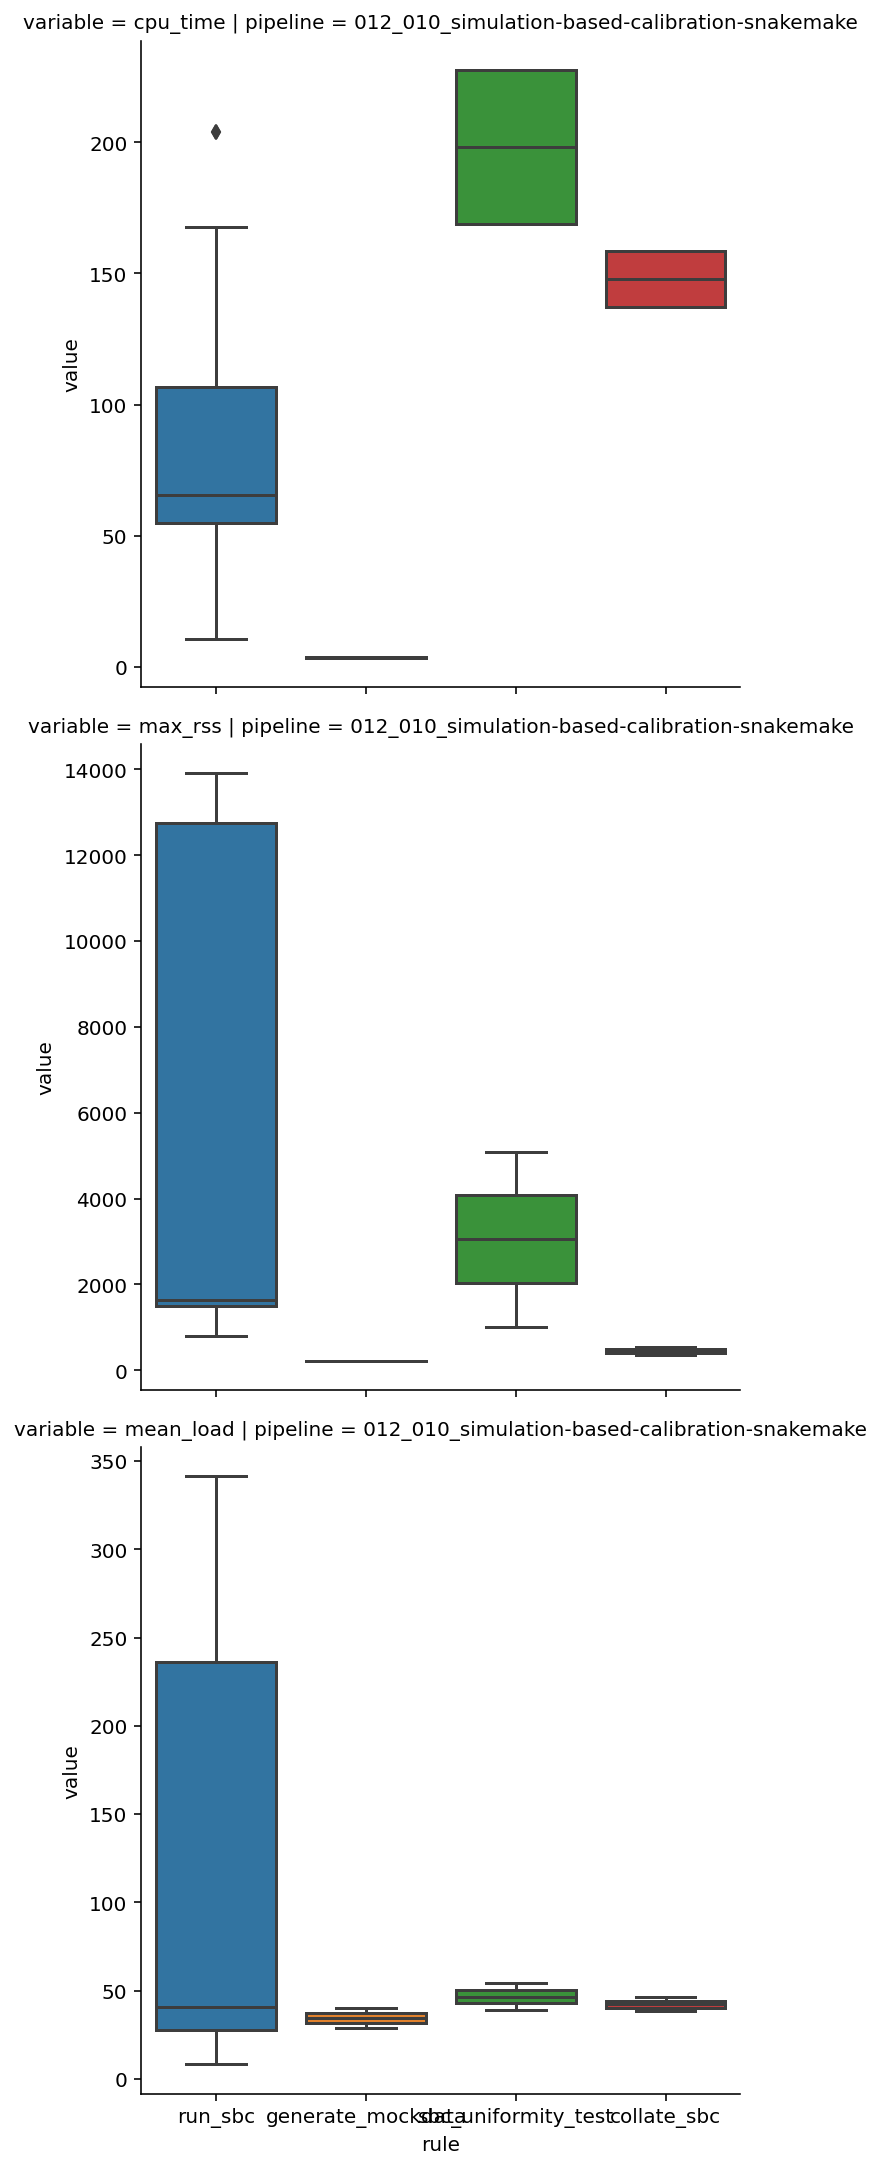 variable = cpu_time | pipeline = 012_010_simulation-based-calibration-snakemake
200
150
100
50
0
value
variable = max_rss | pipeline = 012_010_simulation-based-calibration-snakemake
14000
12000
10000
8000
6000
4000
2000
0
value
variable = mean_load | pipeline = 012_010_simulation-based-calibration-snakemake
350
300
250
200
150
100
50
0
value
run_sbc generate_mockdata sbc_uniformity_test collate_sbc
rule